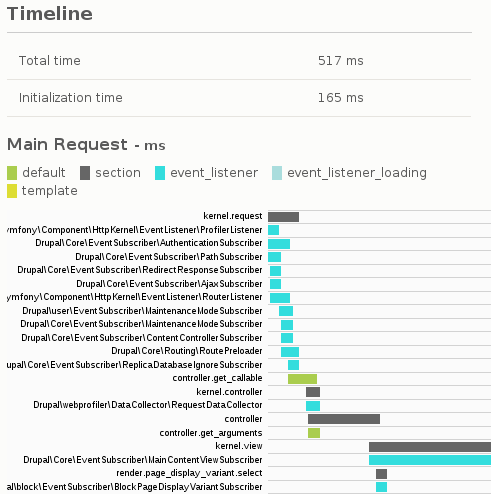 Timeline
Total time 517 ms
Initialization time 165 ms
Main Request - ms
default section event_listener event_listener_loading
template
kernel.request
ymfony\Component\HttpKernel\EventListener\ProfilerListener
Drupal\Core\EventSubscriber\AuthenticationSubscriber
Drupal\Core\EventSubscriber\PathSubscriber
Drupal\Core\EventSubscriber\RedirectResponseSubscriber
Drupal\Core\EventSubscriber\AjaxSubscriber
ymfony\Component\HttpKernel\EventListener\RouterListener
Drupal\user\EventSubscriber\MaintenanceModeSubscriber
Drupal\Core\EventSubscriber\MaintenanceModeSubscriber
Drupal\Core\EventSubscriber\ContentControllerSubscriber
Drupal\Core\Routing\RoutePreloader
upal\Core\EventSubscriber\ReplicaDatabaseIgnoreSubscriber
controller.get_callable
kernel.controller
Drupal\webprofiler\DataCollector\RequestDataCollector
controller
controller.get_arguments
kernel.view
Drupal\Core\EventSubscriber\MainContentViewSubscriber
render.page_display_variant.select
al\block\EventSubscriber\BlockPageDisplayVariantSubscriber